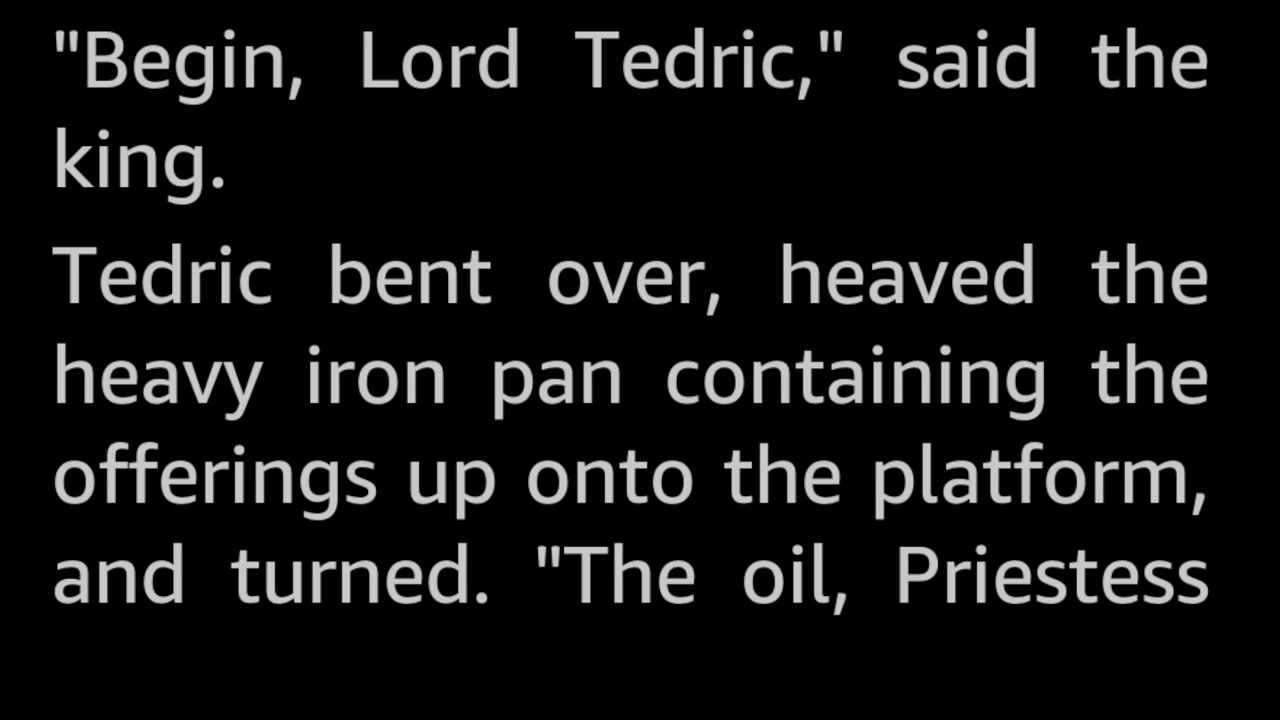 "Begin, Lord Tedric," said the
king.
Tedric bent over, heaved the
heavy iron pan containing the
offerings up onto the platform,
and turned. "The oil, Priestess